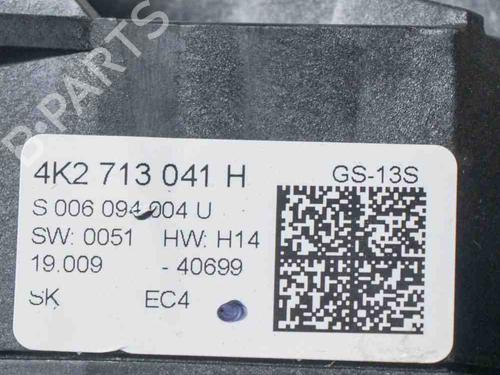 B-PARTS
4K2 713 041 H
GS-13S
S 006 094 004 U
SW: 0051 HW: H14
19.009 - 40699
SK EC4